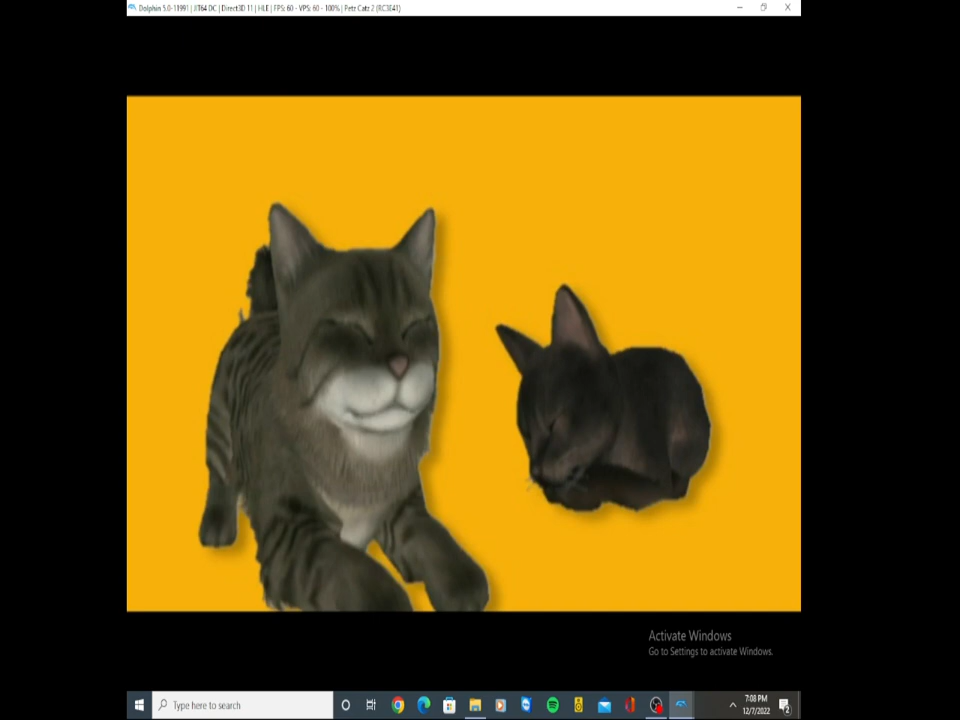 Dolphin 5.0-11991 | JIT64 DC | Direct3D 11 | HLE | FPS: 60 - VPS: 60 - 100% | Petz Catz 2 (RC3E41)
Activate Windows
Go to Settings to activate Windows.
Type here to search
7:08 PM
12/7/2022
2